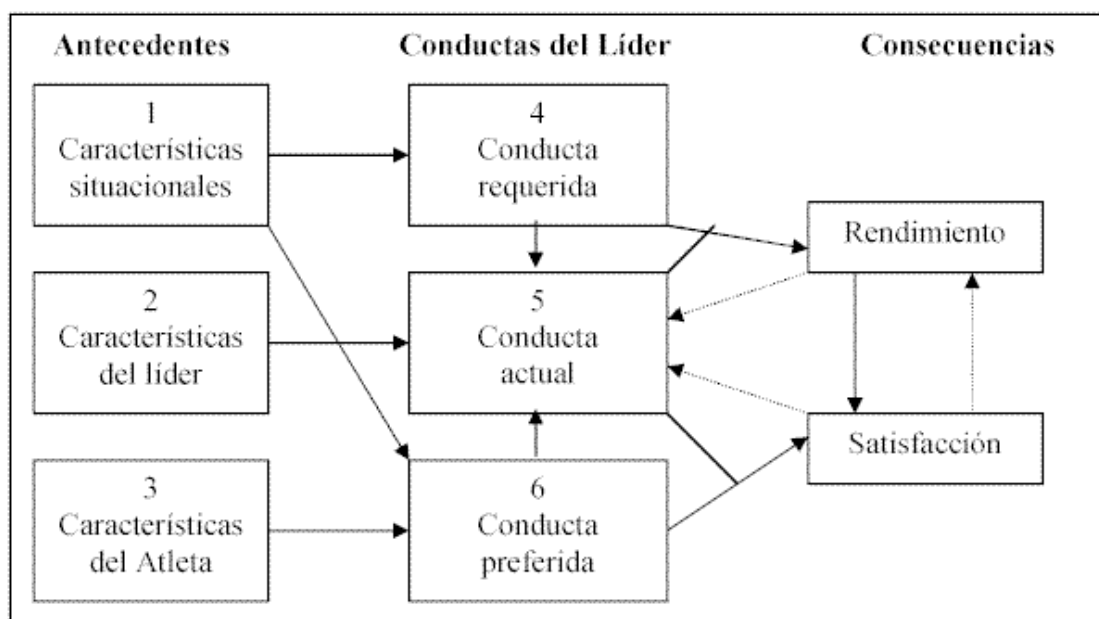 Antecedentes
Conductas del Líder
Consecuencias
1
Características
situacionales
4
Conducta
requerida
Rendimiento
2
Características
del líder
5
Conducta
actual
Satisfacción
3
Características
del Atleta
6
Conducta
preferida